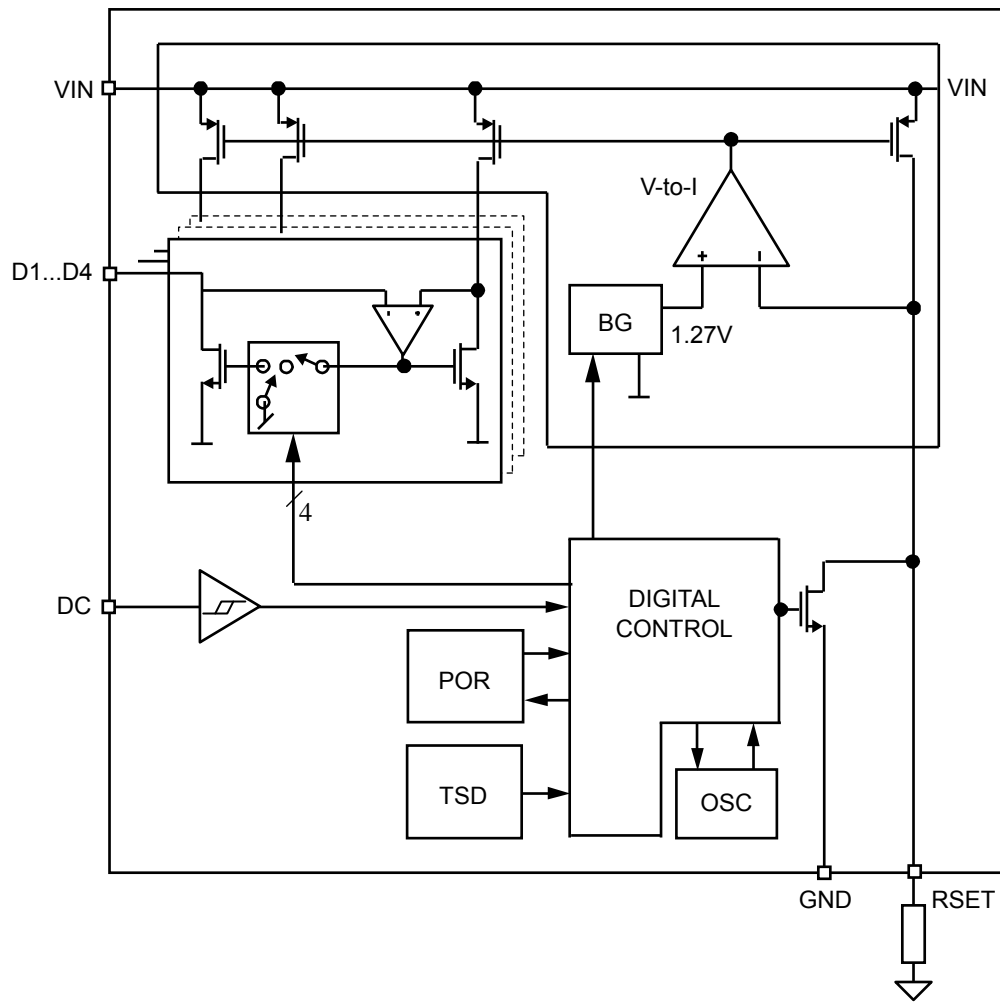 VIN
VIN
V-to-I
+
D1...D4
BG
1.27V
4
DC
DIGITAL
CONTROL
POR
TSD
OSC
GND
RSET